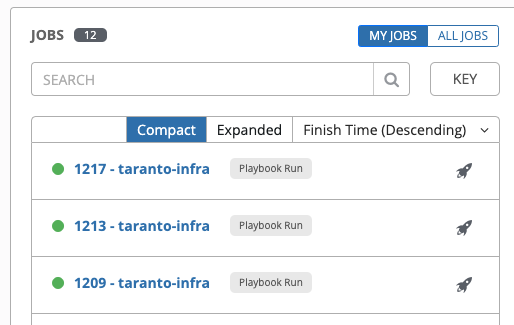 JOBS 12 MY JOBS ALL JOBS
SEARCH KEY
Compact Expanded Finish Time (Descending)
1217 - taranto-infra Playbook Run
1213 - taranto-infra Playbook Run
1209 - taranto-infra Playbook Run